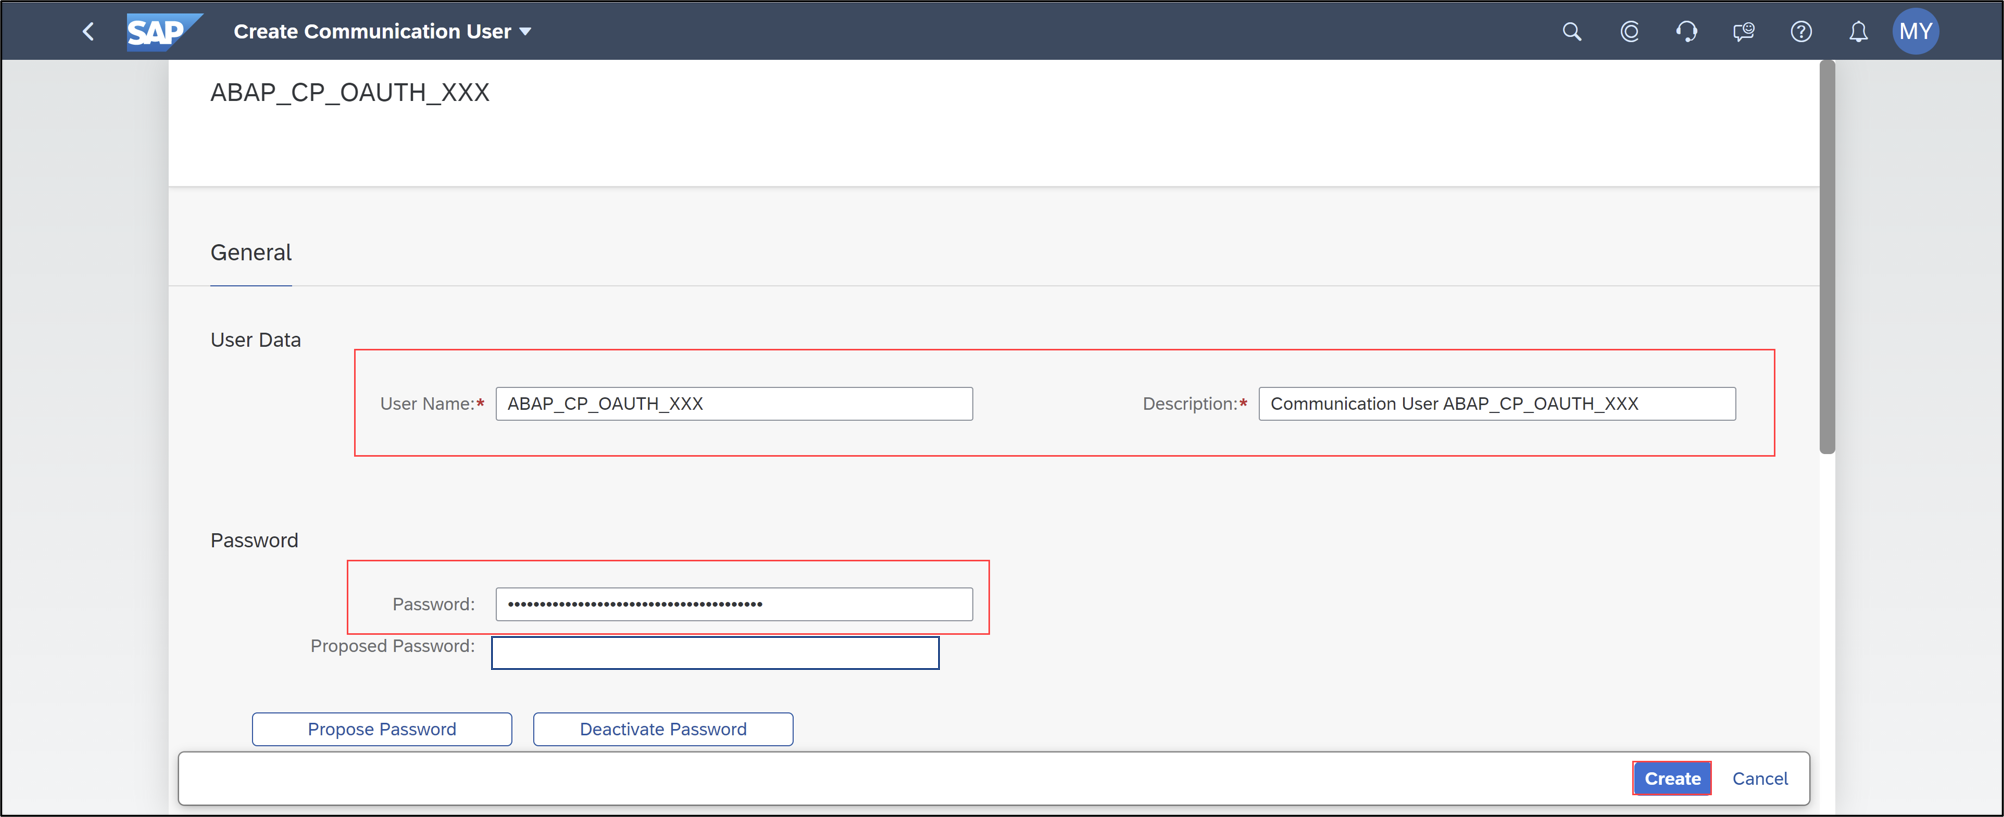 SAP Create Communication User MY
ABAP_CP_OAUTH_XXX
General
User Data
User Name:* ABAP_CP_OAUTH_XXX Description:* Communication User ABAP_CP_OAUTH_XXX
Password
Password: ••••••••••••••••••••••••••••••••••••••••
Proposed Password:
Propose Password Deactivate Password
Create Cancel